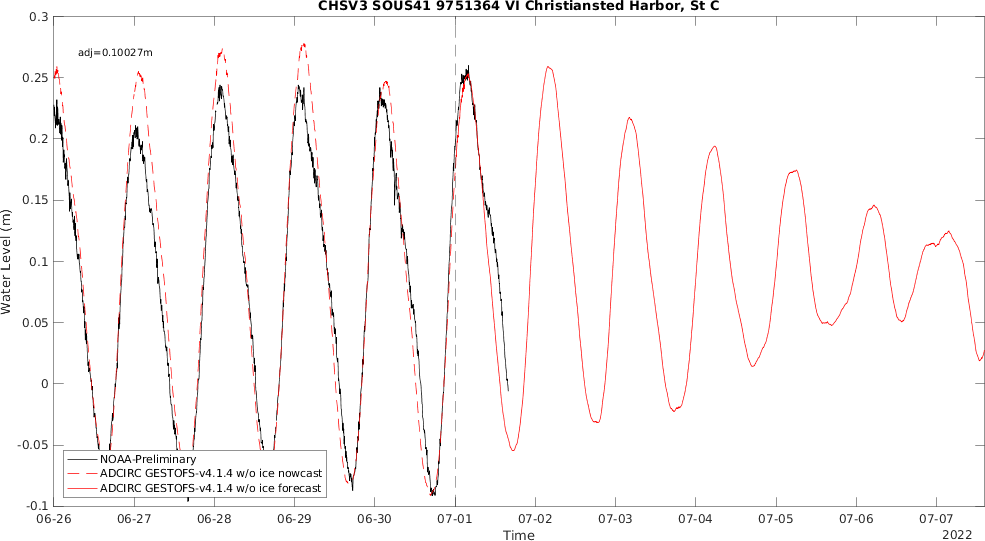 CHSV3 SOUS41 9751364 VI Christiansted Harbor, St C
adj=0.10027m
0.3
0.25
0.2
0.15
0.1
0.05
0
-0.05
-0.1
Water Level (m)
NOAA-Preliminary
ADCIRC GESTOFS-v4.1.4 w/o ice nowcast
ADCIRC GESTOFS-v4.1.4 w/o ice forecast
06-26 06-27 06-28 06-29 06-30 07-01 07-02 07-03 07-04 07-05 07-06 07-07
Time
2022